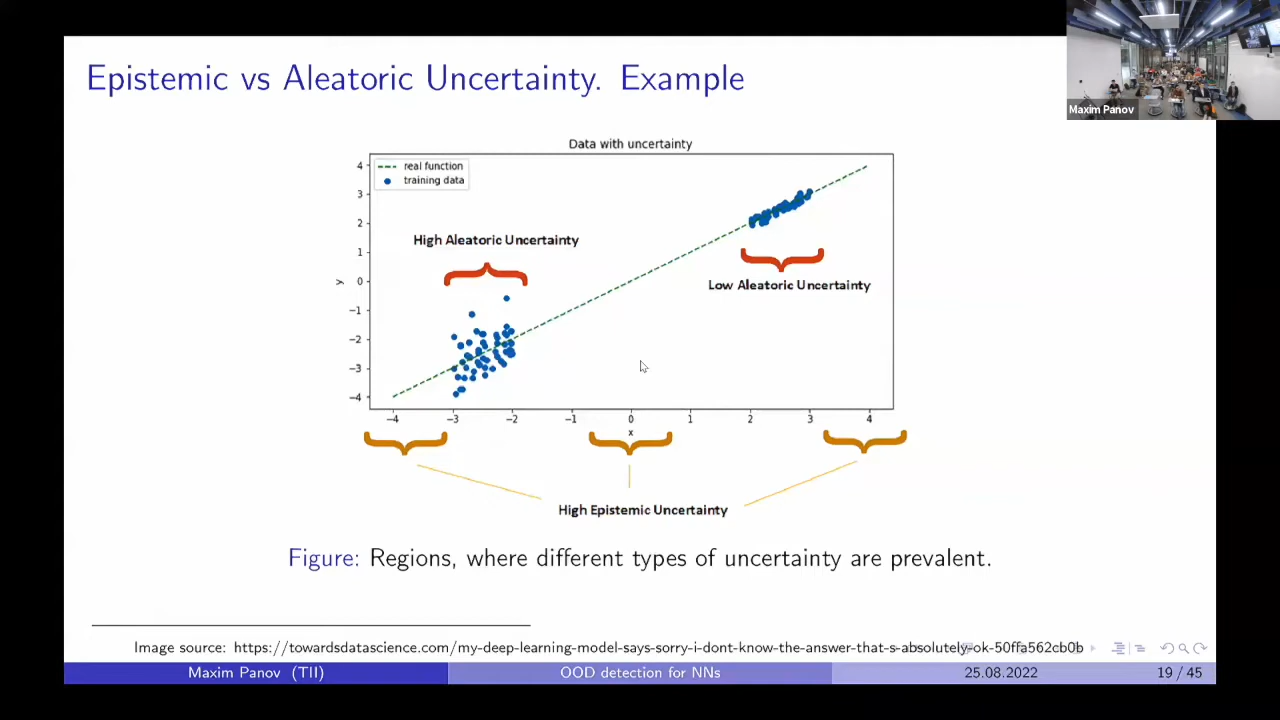 Epistemic vs Aleatoric Uncertainty. Example
Maxim Panov
Data with uncertainty
real function
training data
4
3
2
1
0
−1
−2
−3
−4
y
High Aleatoric Uncertainty
Low Aleatoric Uncertainty
−4 −3 −2 −1 0 1 2 3 4
x
High Epistemic Uncertainty
Figure: Regions, where different types of uncertainty are prevalent.
Image source: https://towardsdatascience.com/my-deep-learning-model-says-sorry-i-dont-know-the-answer-that-s-absolutely-ok-50ffa562cb0b
Maxim Panov (TII) OOD detection for NNs 25.08.2022 19 / 45